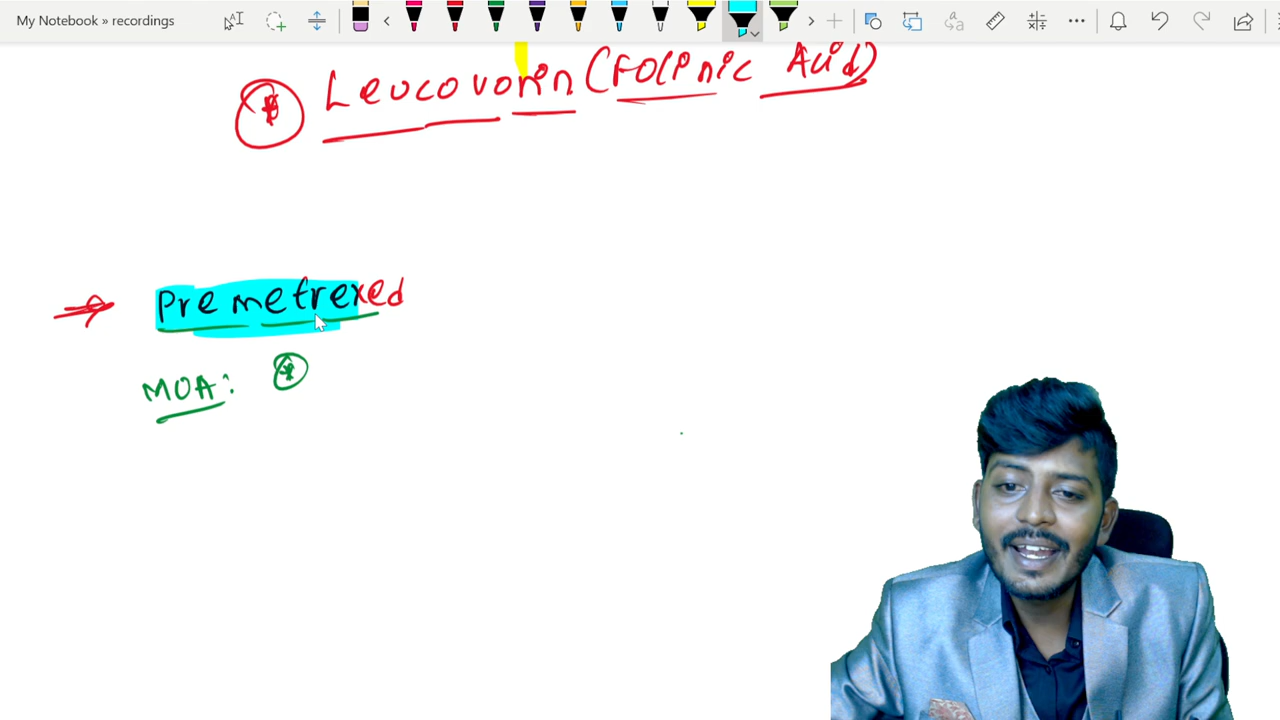 My Notebook » recordings
Leucovorin (Folinic Acid)
Premetrexed
MOA: